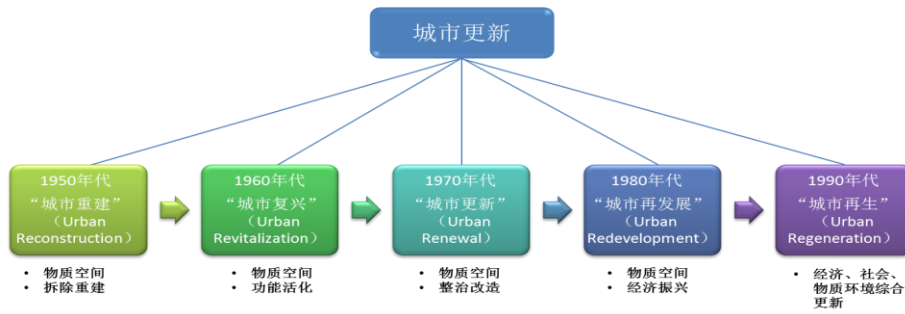 城市更新
1950年代
“城市重建”
（Urban
Reconstruction）
1960年代
“城市复兴”
（Urban
Revitalization）
1970年代
“城市更新”
（Urban
Renewal）
1980年代
“城市再发展”
（Urban
Redevelopment）
1990年代
“城市再生”
（Urban
Regeneration）
• 物质空间
• 拆除重建
• 物质空间
• 功能活化
• 物质空间
• 整治改造
• 物质空间
• 经济振兴
• 经济、社会、
物质环境综合
更新